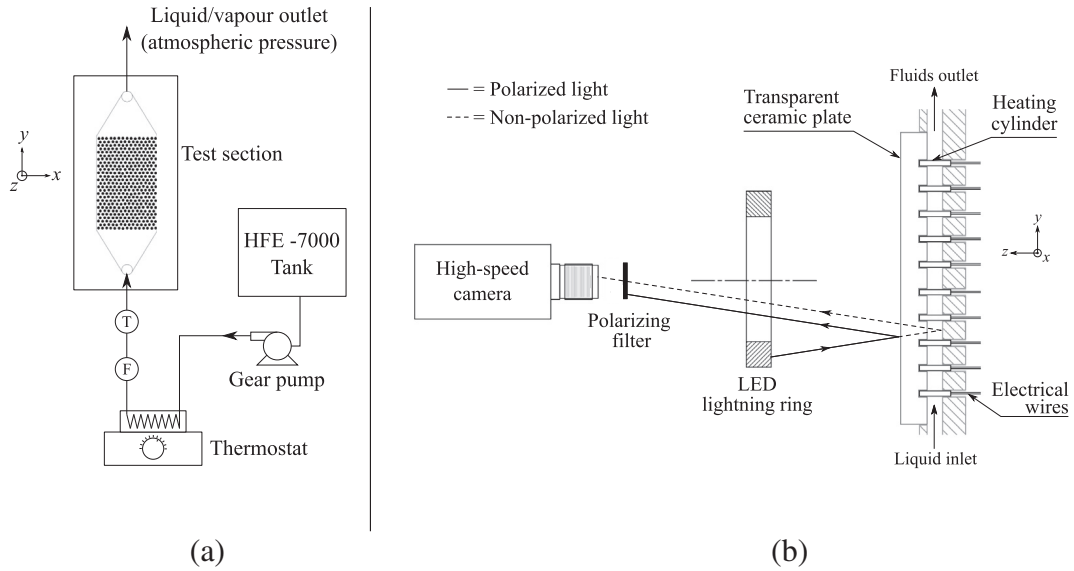 Liquid/vapour outlet
(atmospheric pressure)
y
z
x
Test section
HFE -7000
Tank
T
F
Gear pump
Thermostat
(a)
= Polarized light
= Non-polarized light
Transparent
ceramic plate
Fluids outlet
Heating
cylinder
High-speed
camera
Polarizing
filter
LED
lightning ring
y
z
x
Electrical
wires
Liquid inlet
(b)